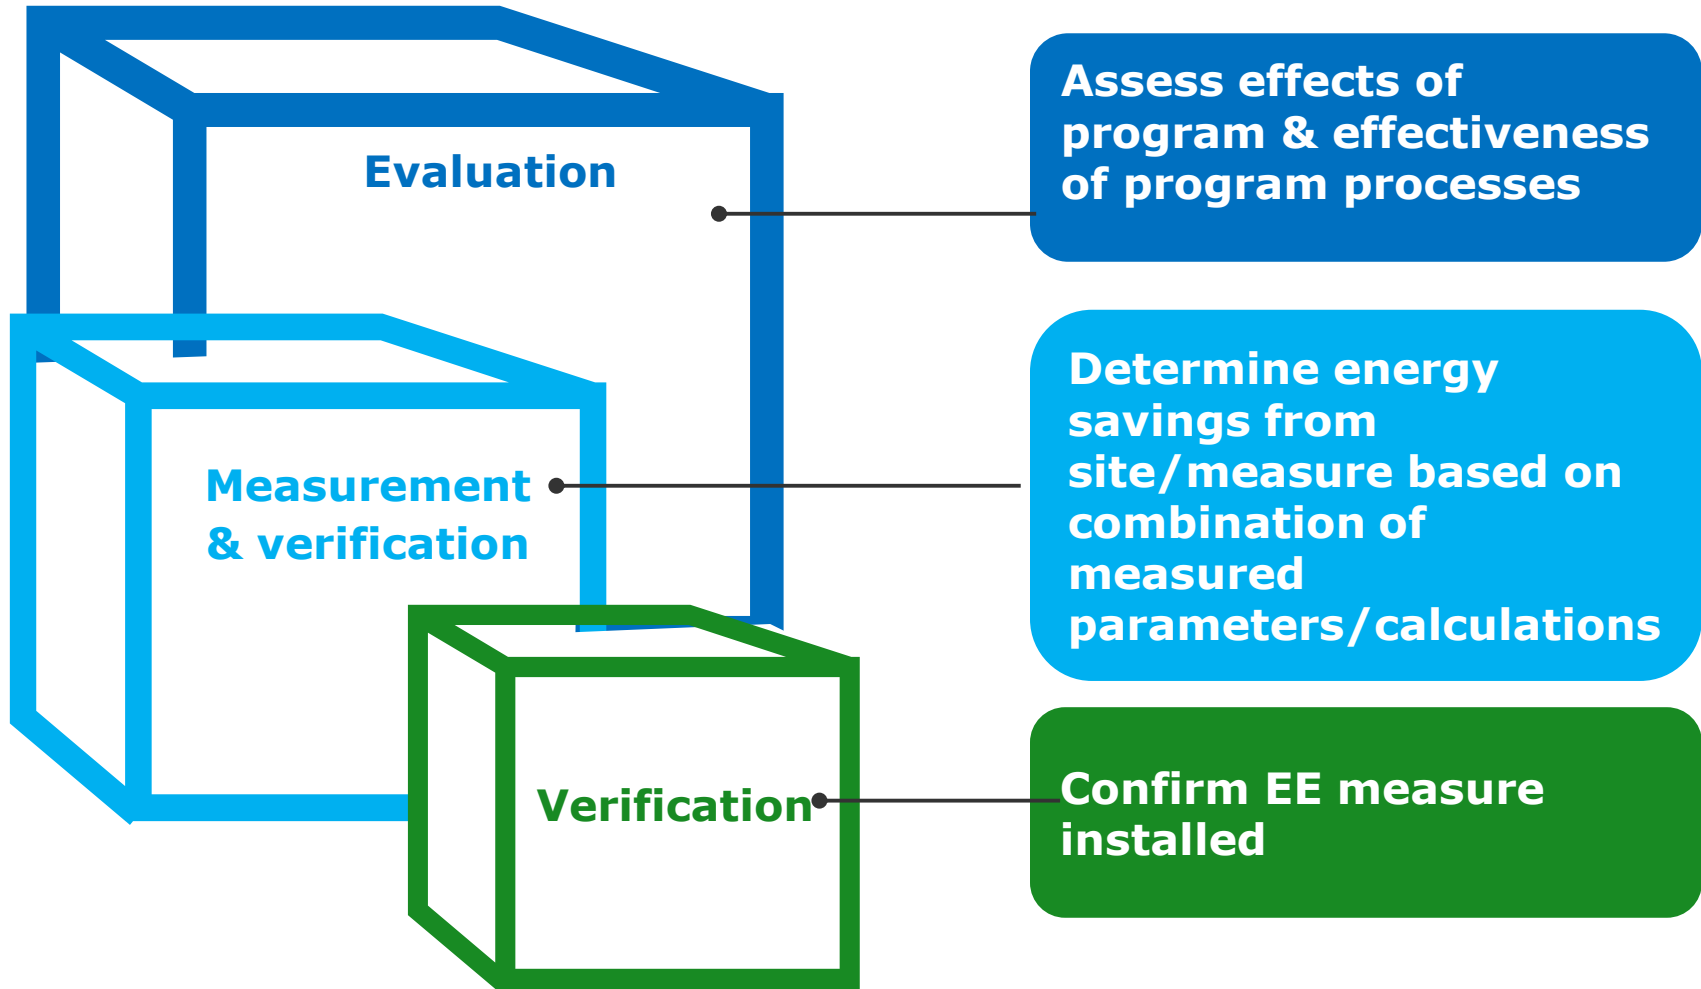 Evaluation
Assess effects of
program & effectiveness
of program processes
Measurement
& verification
Determine energy
savings from
site/measure based on
combination of
measured
parameters/calculations
Verification
Confirm EE measure
installed